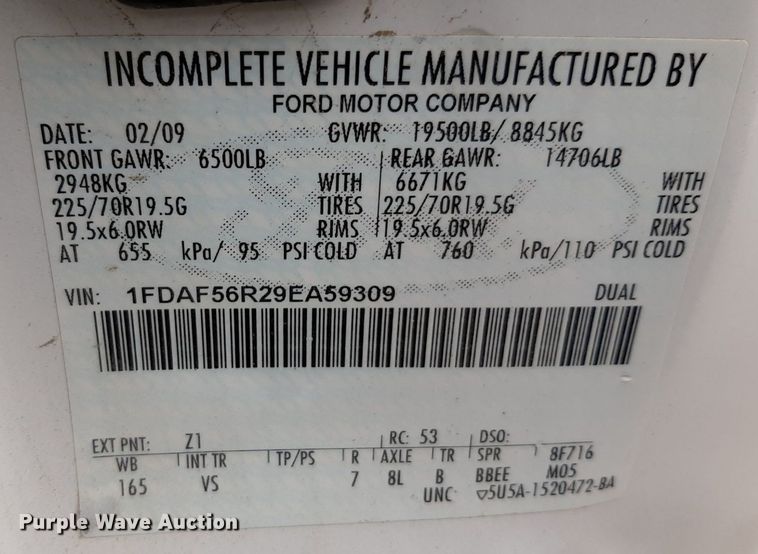 INCOMPLETE VEHICLE MANUFACTURED BY
FORD MOTOR COMPANY
DATE: 02/09 GVWR: 19500LB/ 8845KG
FRONT GAWR: 6500LB REAR GAWR: 14706LB
2948KG WITH 6671KG WITH
225/70R19.5G TIRES 225/70R19.5G TIRES
19.5x6.0RW RIMS 19.5x6.0RW RIMS
AT 655 kPa/ 95 PSI COLD AT 760 kPa/110 PSI COLD
VIN: 1FDAF56R29EA59309 DUAL
EXT PNT: Z1 RC: 53 DSO:
WB INT TR TP/PS R AXLE TR SPR 8F716
165 VS 7 8L B BBEE M05
UNC ▽5U5A-1520472-BA
Purple Wave Auction